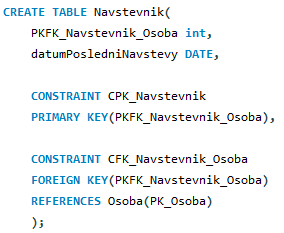 CREATE TABLE Navstevnik(
PKFK_Navstevnik_Osoba int,
datumPosledniNavstevy DATE,
CONSTRAINT CPK_Navstevnik
PRIMARY KEY(PKFK_Navstevnik_Osoba),
CONSTRAINT CFK_Navstevnik_Osoba
FOREIGN KEY(PKFK_Navstevnik_Osoba)
REFERENCES Osoba(PK_Osoba)
);